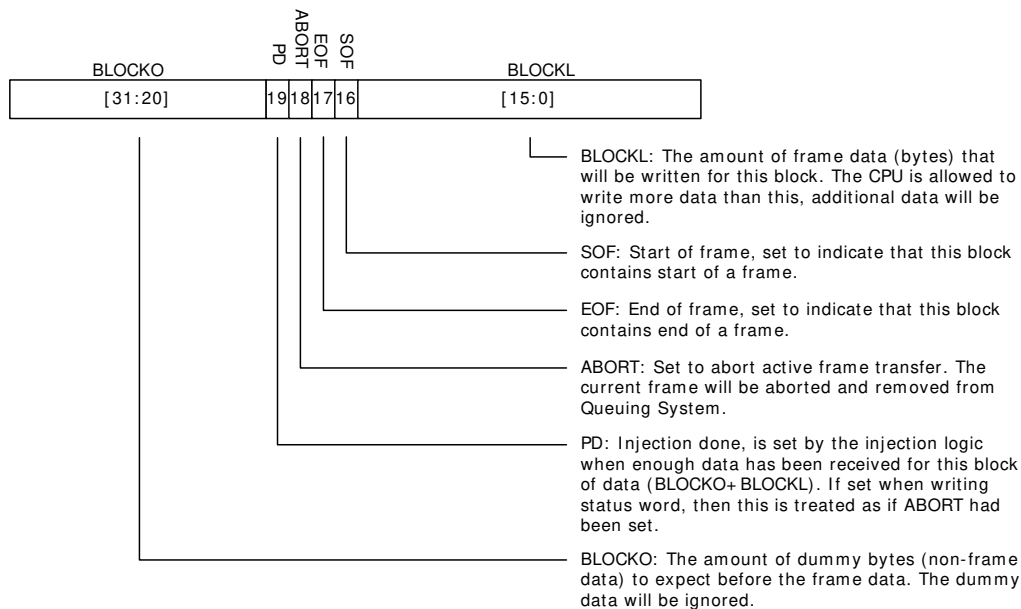 PD
ABORT
EOF
SOF
BLOCKO
BLOCKL
[31:20]
19 18 17 16
[15:0]
BLOCKL: The amount of frame data (bytes) that
will be written for this block. The CPU is allowed to
write more data than this, additional data will be
ignored.
SOF: Start of frame, set to indicate that this block
contains start of a frame.
EOF: End of frame, set to indicate that this block
contains end of a frame.
ABORT: Set to abort active frame transfer. The
current frame will be aborted and removed from
Queuing System.
PD: Injection done, is set by the injection logic
when enough data has been received for this block
of data (BLOCKO+BLOCKL). If set when writing
status word, then this is treated as if ABORT had
been set.
BLOCKO: The amount of dummy bytes (non-frame
data) to expect before the frame data. The dummy
data will be ignored.